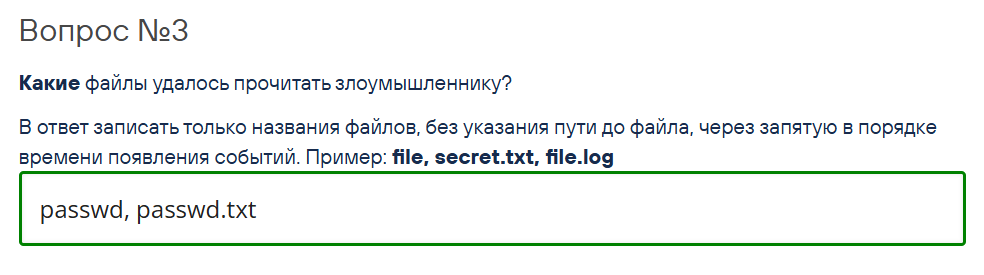 Вопрос №3
Какие файлы удалось прочитать злоумышленнику?
В ответ записать только названия файлов, без указания пути до файла, через запятую в порядке
времени появления событий. Пример: file, secret.txt, file.log
passwd, passwd.txt